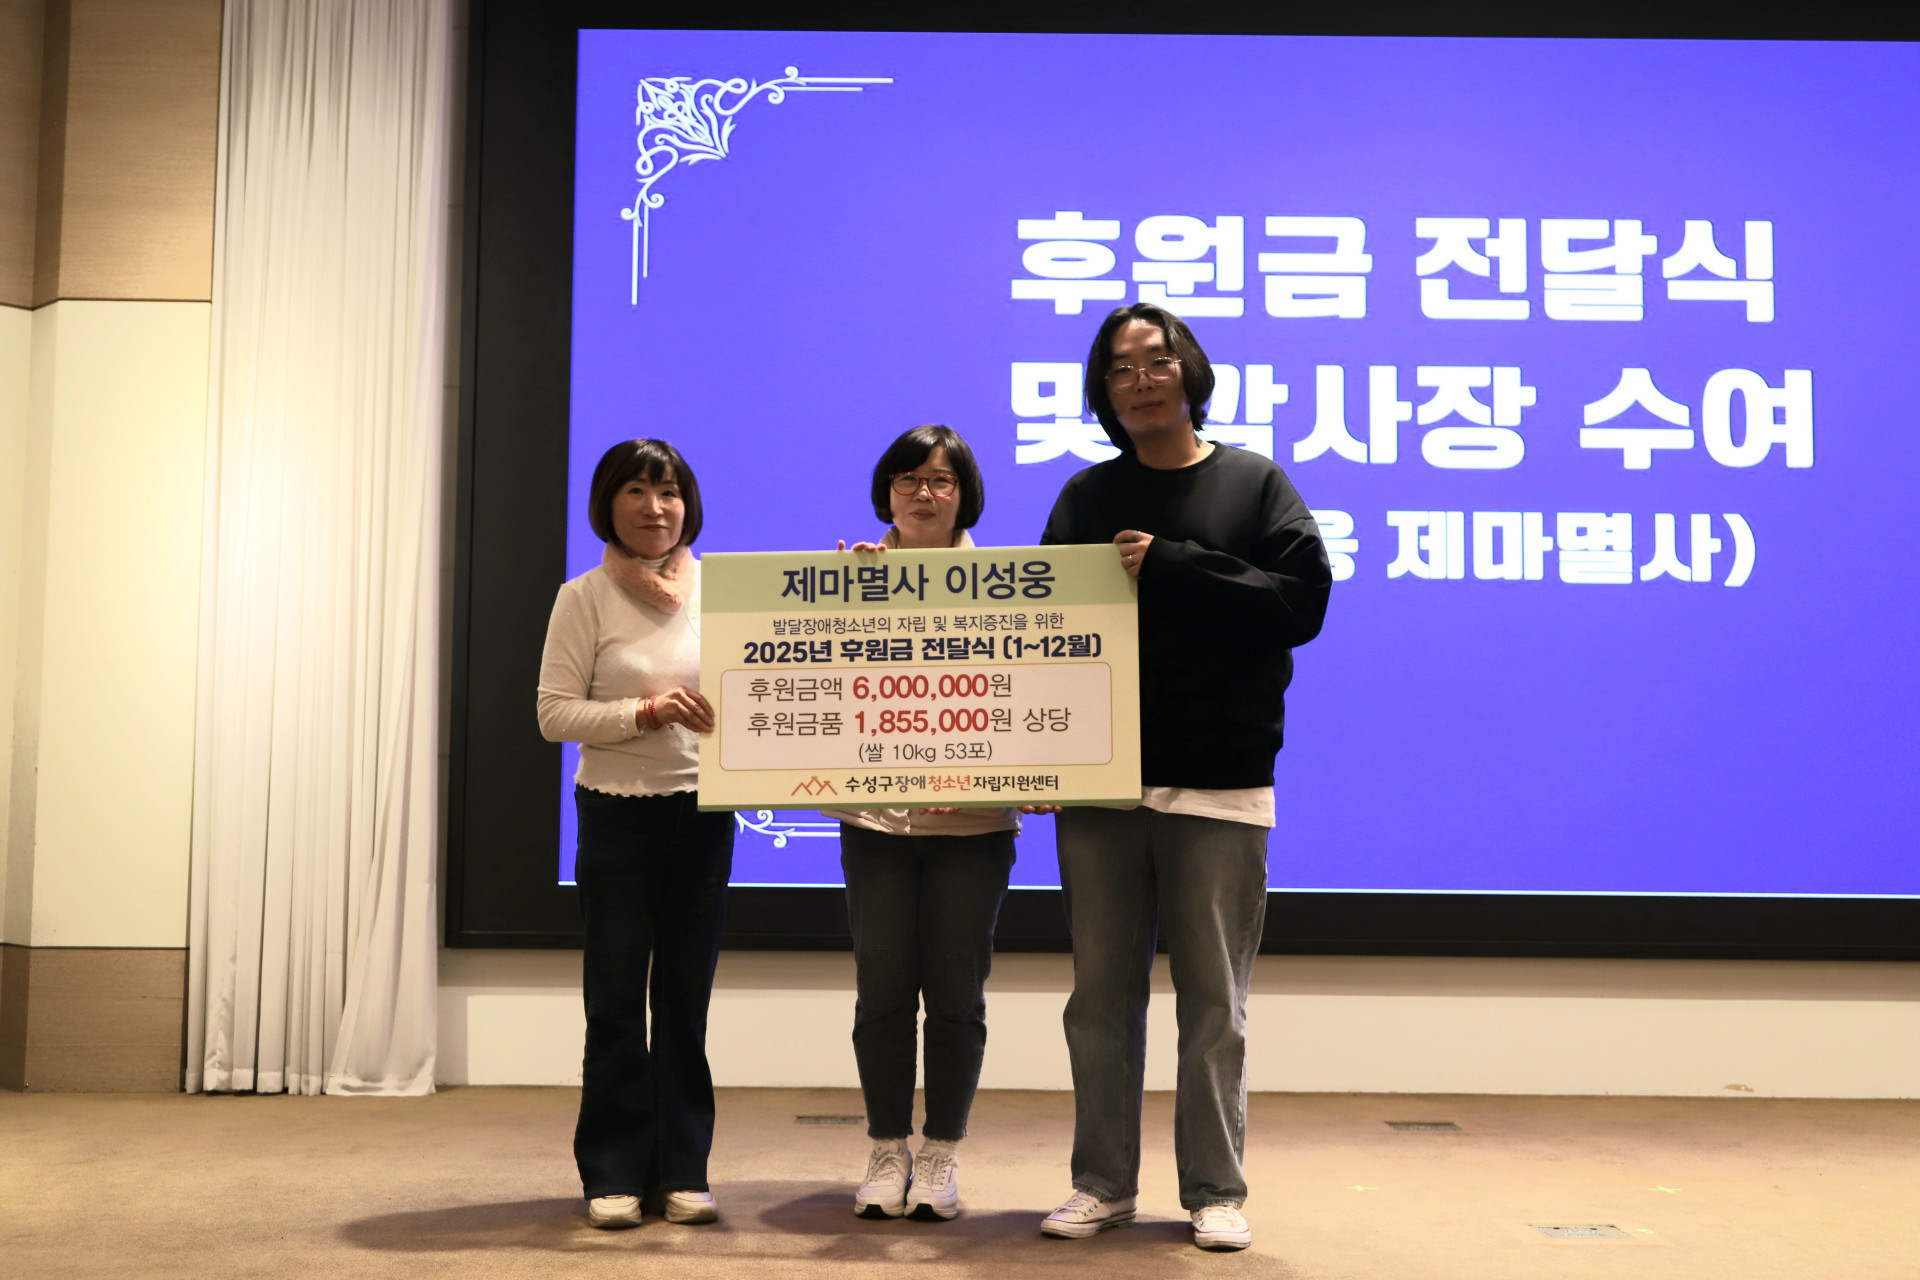 후원금 전달식
및 감사장 수여
제마멸사)
제마멸사 이성웅
발달장애청소년의 자립 및 복지증진을 위한
2025년 후원금 전달식 (1~12월)
후원금액 6,000,000원
후원금품 1,855,000원 상당
(쌀 10kg 53포)
수성구장애청소년자립지원센터